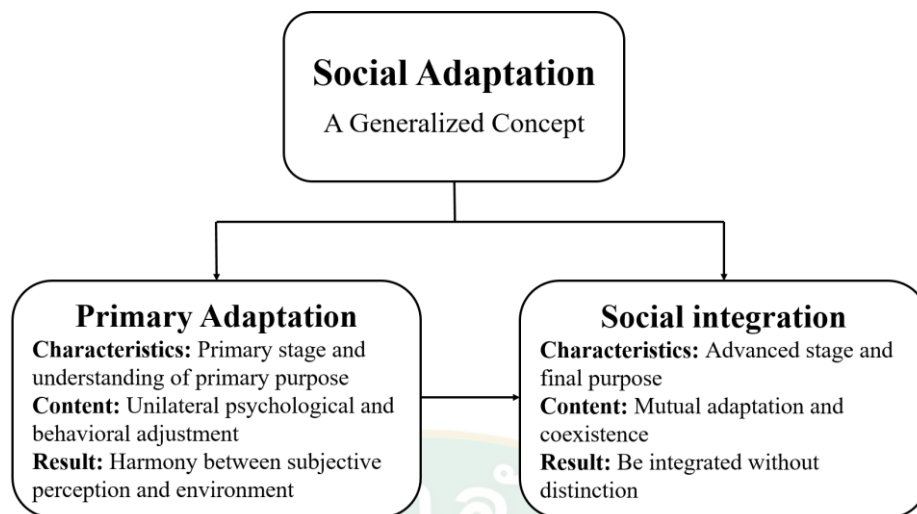 Social Adaptation
A Generalized Concept
Primary Adaptation
Characteristics: Primary stage and
understanding of primary purpose
Content: Unilateral psychological and
behavioral adjustment
Result: Harmony between subjective
perception and environment
Social integration
Characteristics: Advanced stage and
final purpose
Content: Mutual adaptation and
coexistence
Result: Be integrated without
distinction